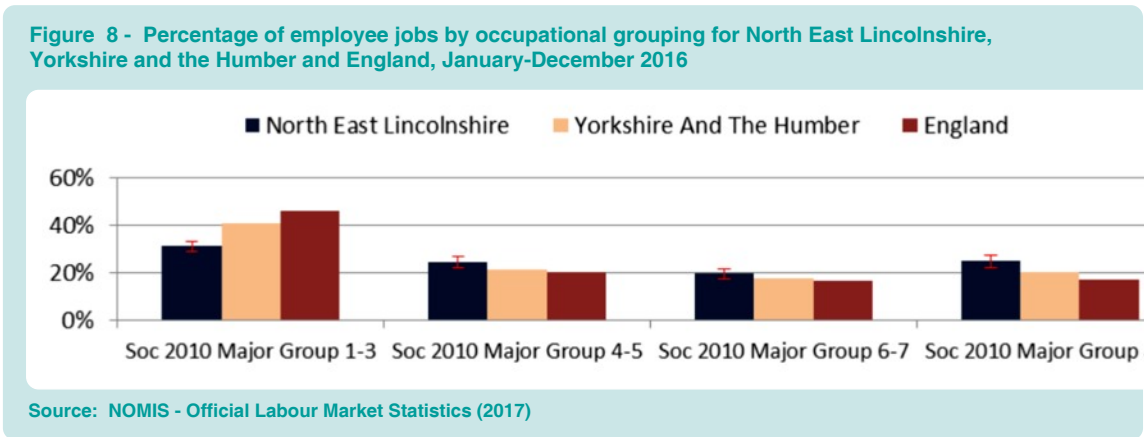 Figure 8 - Percentage of employee jobs by occupational grouping for North East Lincolnshire,
Yorkshire and the Humber and England, January-December 2016
North East Lincolnshire Yorkshire And The Humber England
60%
40%
20%
0%
Soc 2010 Major Group 1-3 Soc 2010 Major Group 4-5 Soc 2010 Major Group 6-7 Soc 2010 Major Group
Source: NOMIS - Official Labour Market Statistics (2017)